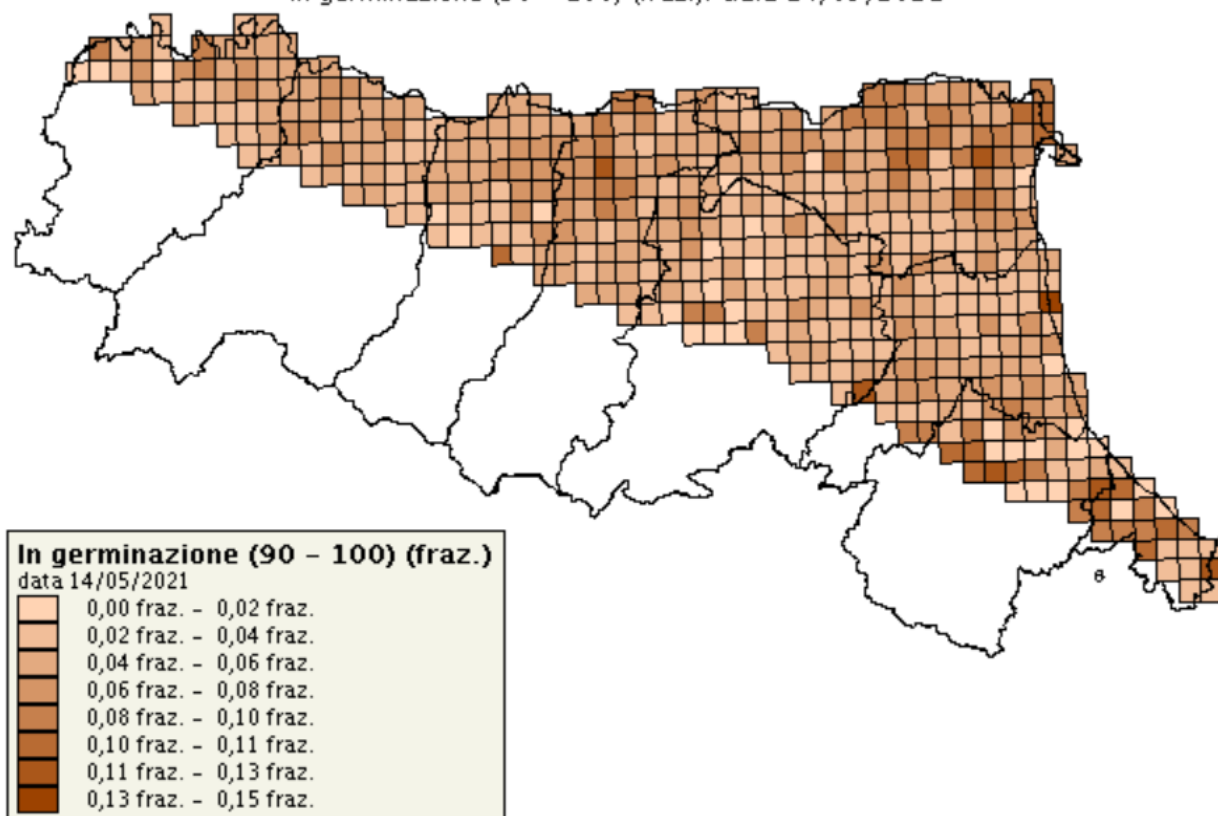 In germinazione (90 – 100) (fraz.)
data 14/05/2021
0,00 fraz. – 0,02 fraz.
0,02 fraz. – 0,04 fraz.
0,04 fraz. – 0,06 fraz.
0,06 fraz. – 0,08 fraz.
0,08 fraz. – 0,10 fraz.
0,10 fraz. – 0,11 fraz.
0,11 fraz. – 0,13 fraz.
0,13 fraz. – 0,15 fraz.